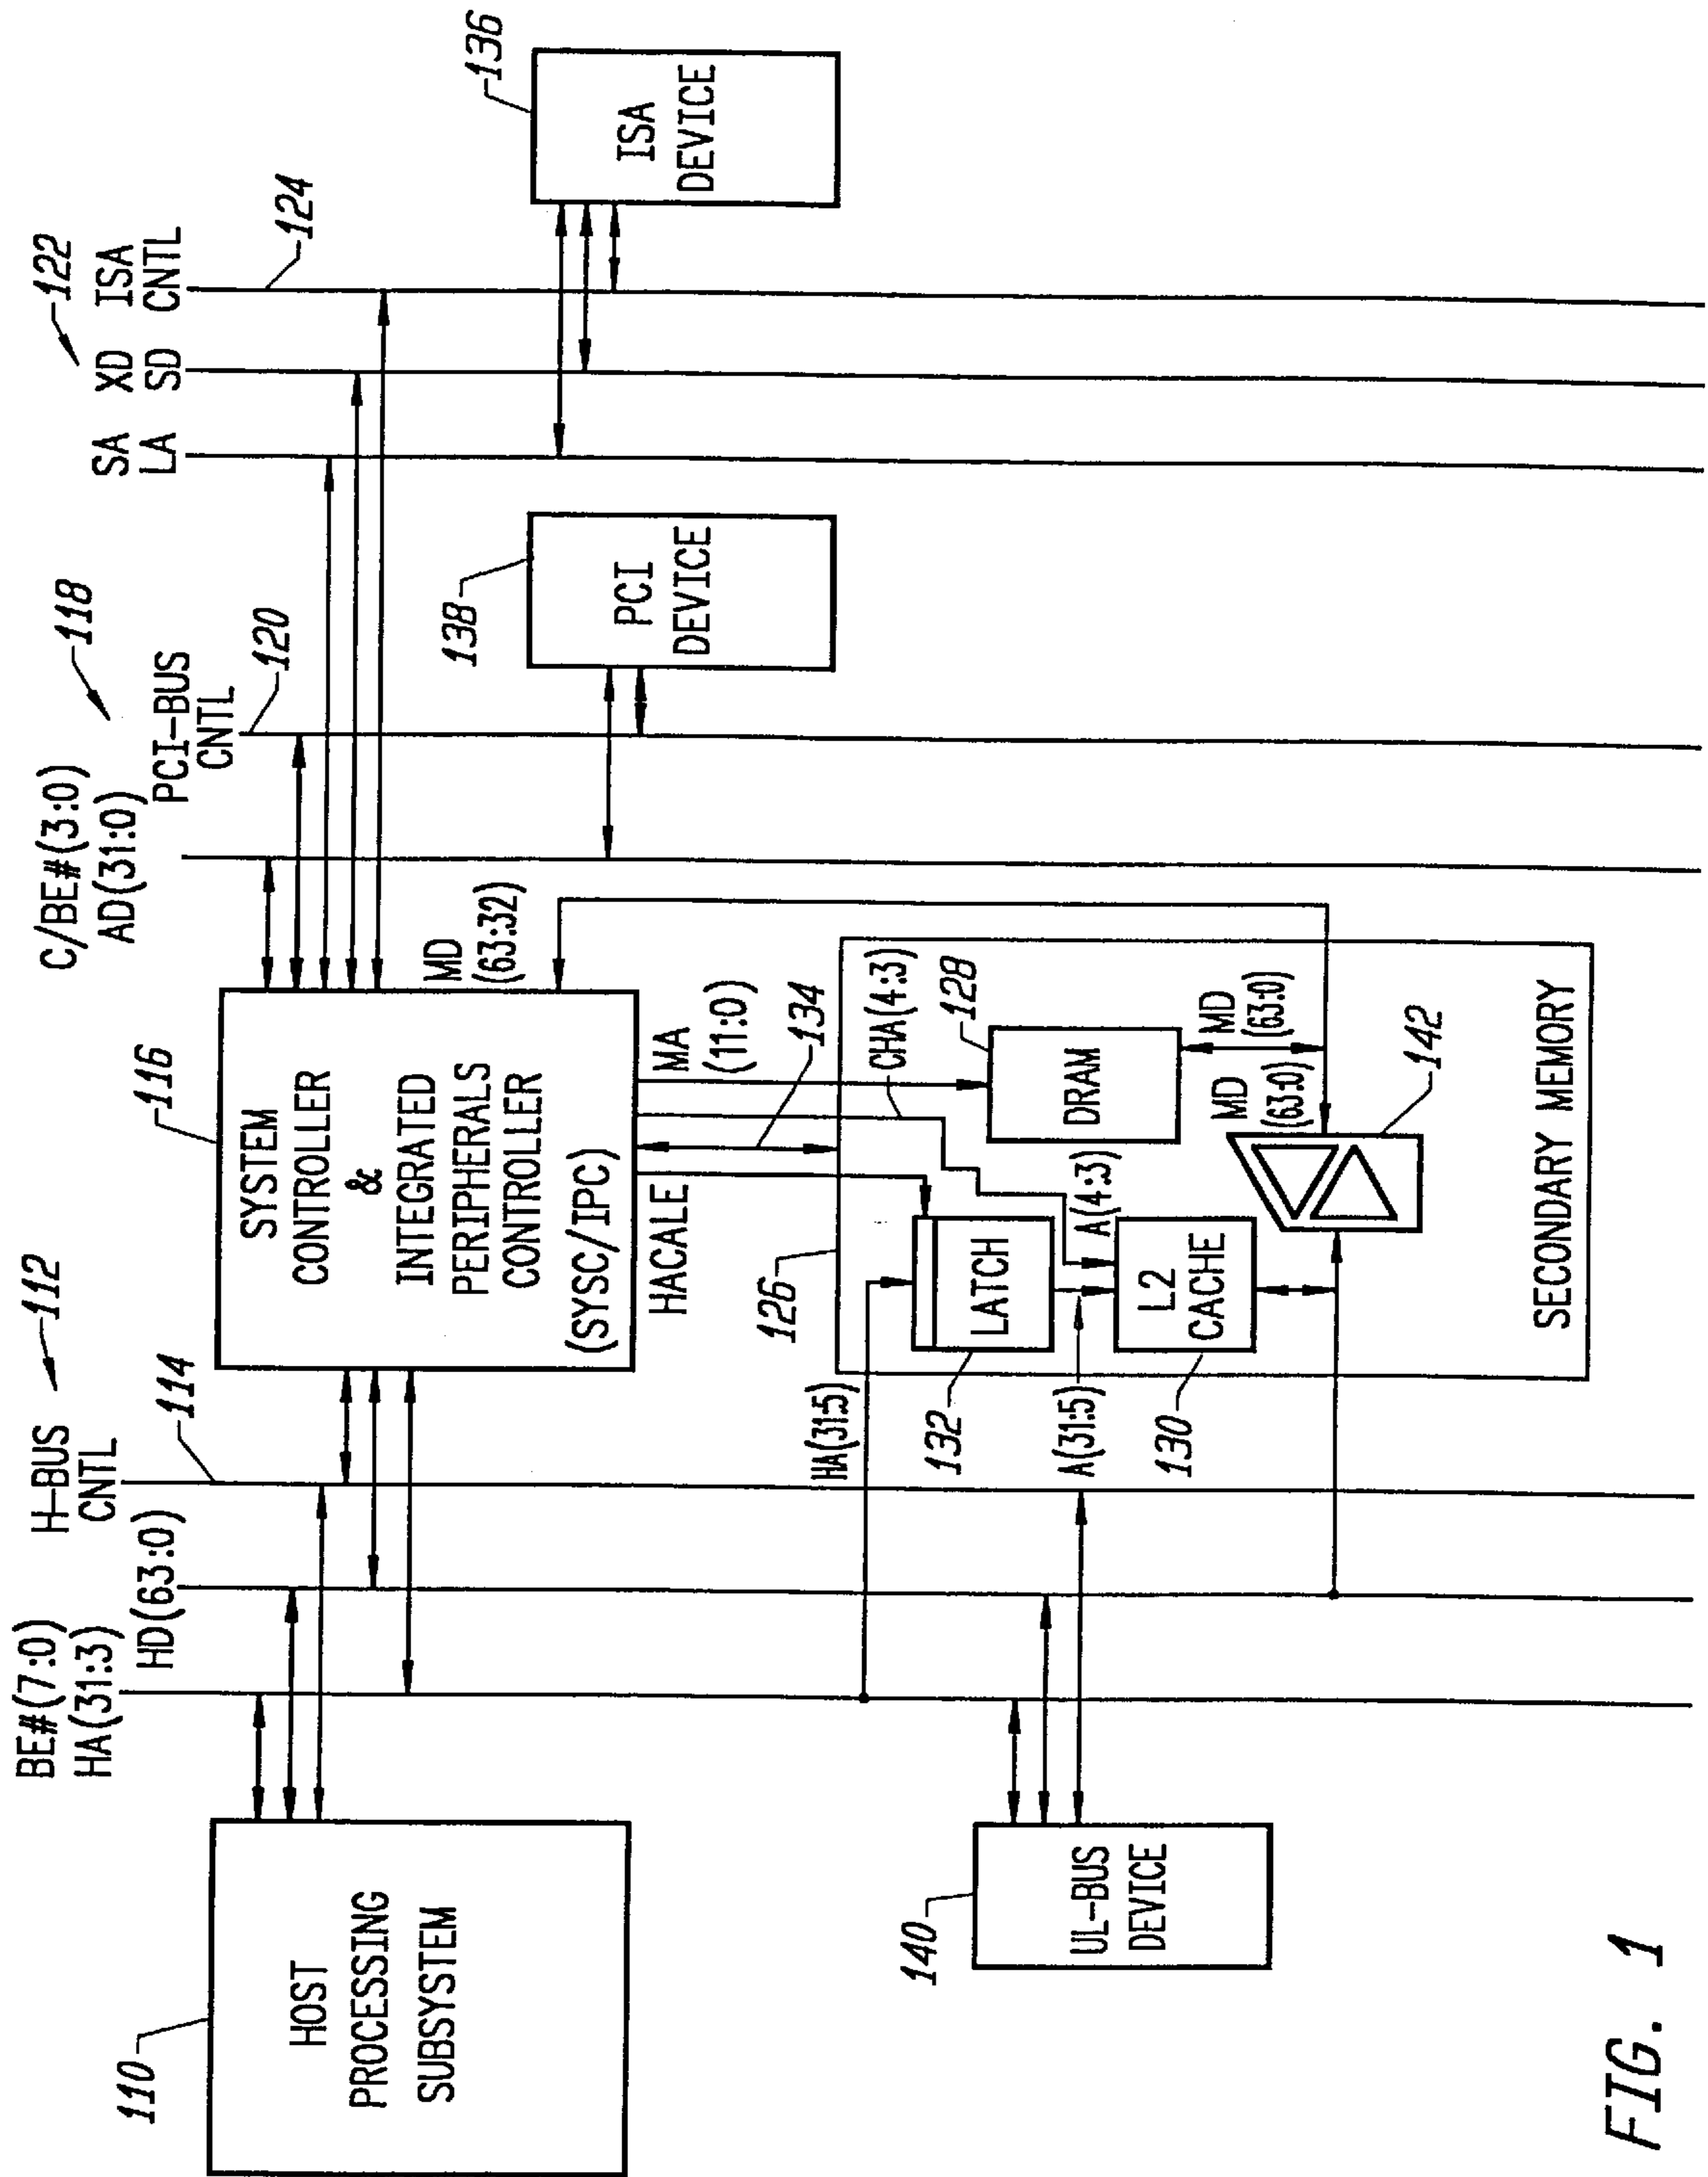 BE#(7:0)
HA(31:3)
HD(63:0)
H-BUS
CNTL
112
114
C/BE#(3:0)
AD(31:0)
PCI-BUS
CNTL
118
120
SA
LA
XD
SD
122
ISA
CNTL
124
110
HOST
PROCESSING
SUBSYSTEM
116
SYSTEM
CONTROLLER
&
INTEGRATED
PERIPHERALS
CONTROLLER
(SYSC/IPC)
MD
(63:32)
138
PCI
DEVICE
136
ISA
DEVICE
HACALE
MA
(11:0)
134
126
CHA(4:3)
128
DRAM
MD
(63:0)
HA(31:5)
132
LATCH
A(31:5)
A(4:3)
130
L2
CACHE
MD
(63:0)
142
SECONDARY MEMORY
140
UL-BUS
DEVICE
FIG. 1